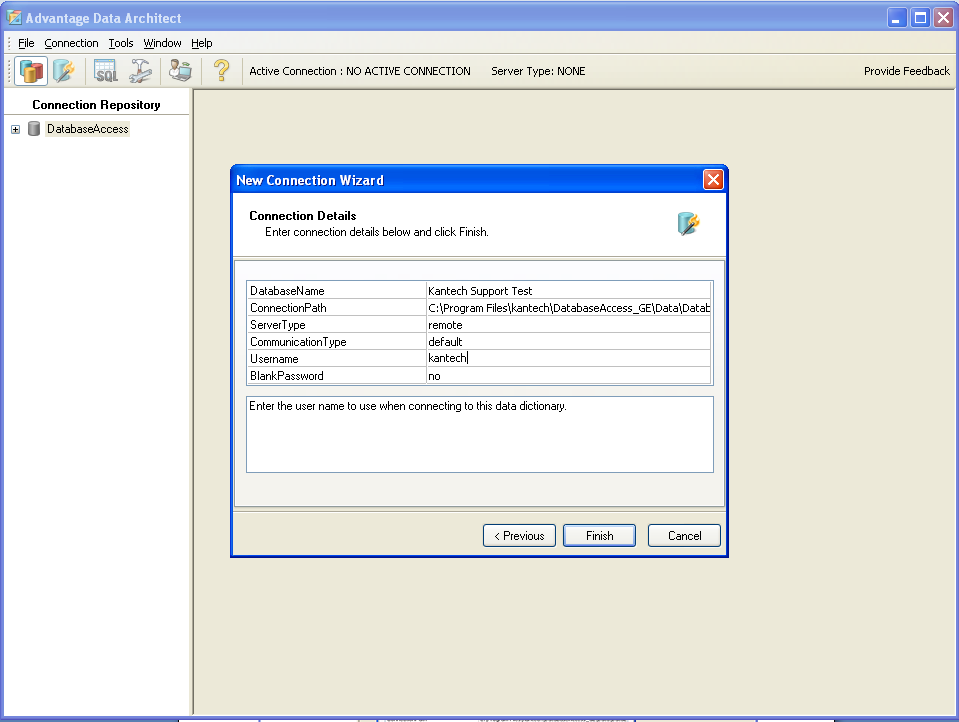 Advantage Data Architect
File Connection Tools Window Help
SQL
Active Connection : NO ACTIVE CONNECTION Server Type: NONE
Provide Feedback
Connection Repository
DatabaseAccess
New Connection Wizard
Connection Details
Enter connection details below and click Finish.
DatabaseName Kantech Support Test
ConnectionPath C:\Program Files\kantech\DatabaseAccess_GE\Data\Datab
ServerType remote
CommunicationType default
Username kantech
BlankPassword no
Enter the user name to use when connecting to this data dictionary.
< Previous Finish Cancel